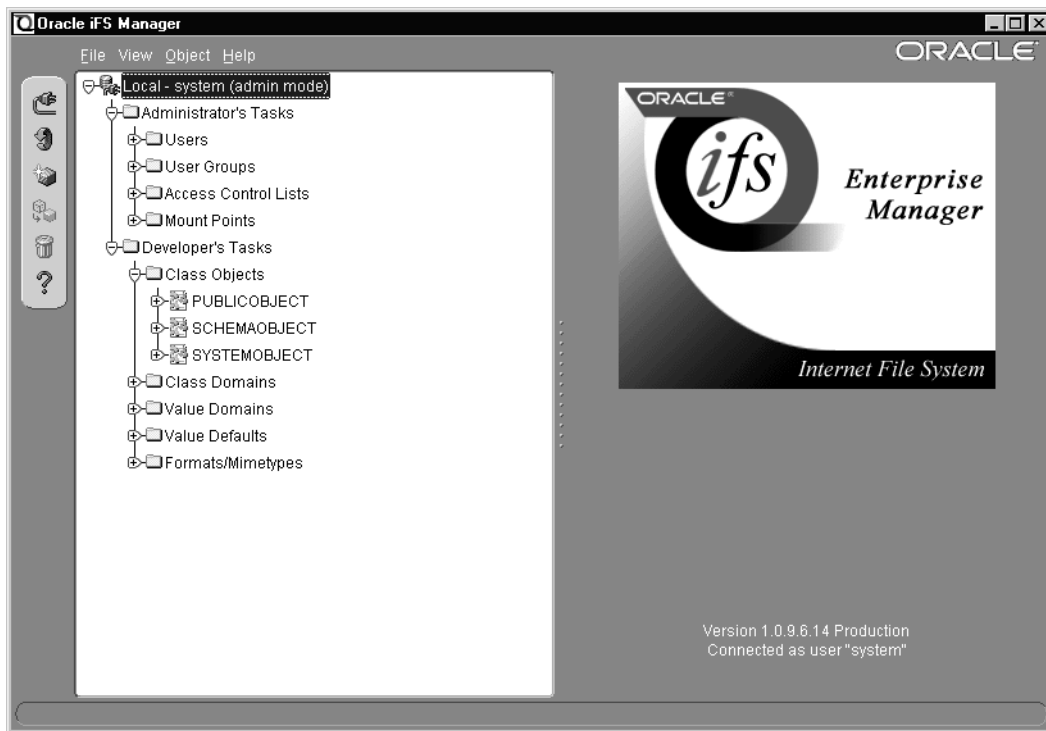 Oracle iFS Manager
File View Object Help
ORACLE
Local - system (admin mode)
Administrator's Tasks
Users
User Groups
Access Control Lists
Mount Points
Developer's Tasks
Class Objects
PUBLICOBJECT
SCHEMAOBJECT
SYSTEMOBJECT
Class Domains
Value Domains
Value Defaults
Formats/Mimetypes
ORACLE®
ifs
Enterprise
Manager
Internet File System
Version 1.0.9.6.14 Production
Connected as user "system"